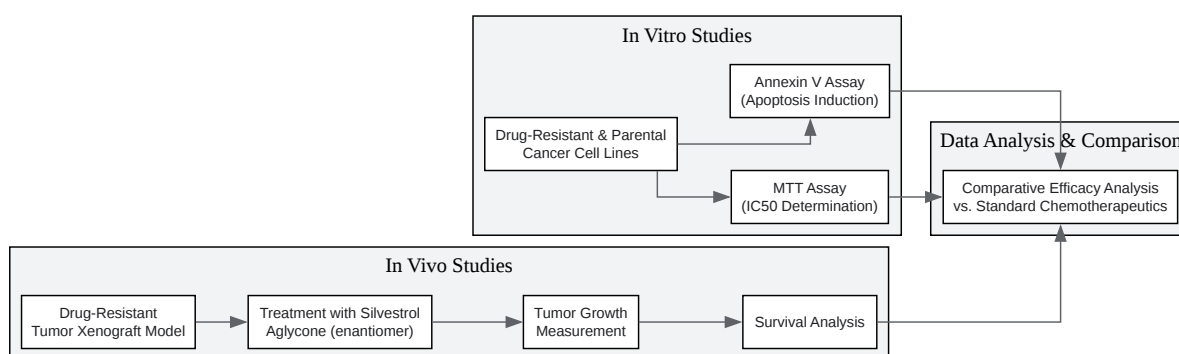 In Vitro Studies
Annexin V Assay
(Apoptosis Induction)
Drug-Resistant & Parental
Cancer Cell Lines
MTT Assay
(IC50 Determination)
Data Analysis & Comparison
Comparative Efficacy Analysis
vs. Standard Chemotherapeutics
In Vivo Studies
Drug-Resistant
Tumor Xenograft Model
Treatment with Silvestrol
Aglycone (enantiomer)
Tumor Growth
Measurement
Survival Analysis